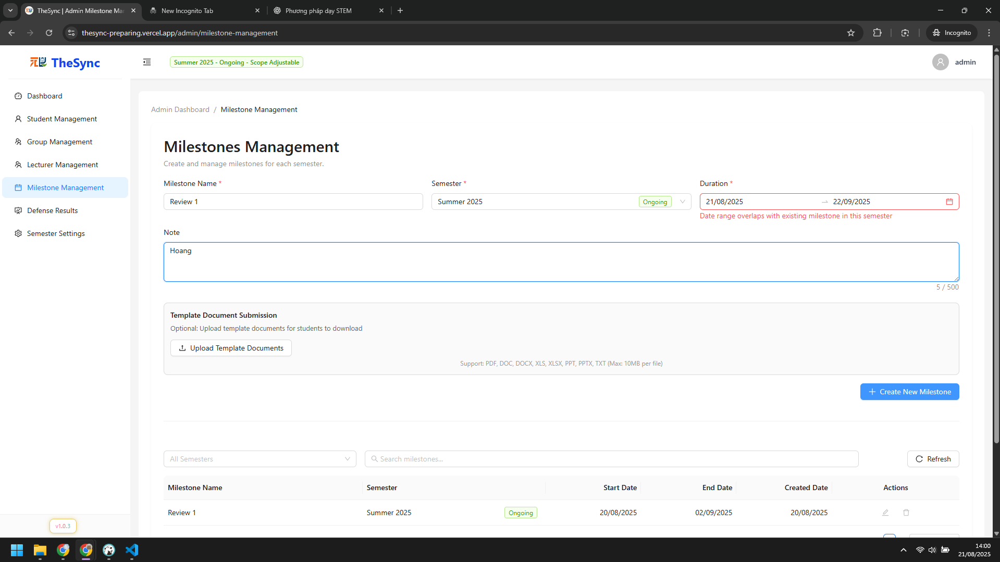 TheSync | Admin Milestone Ma
New Incognito Tab
Phương pháp dạy STEM
thesync-preparing.vercel.app/admin/milestone-management
Incognito
TheSync
Summer 2025 - Ongoing - Scope Adjustable
admin
Dashboard
Student Management
Group Management
Lecturer Management
Milestone Management
Defense Results
Semester Settings
v1.0.3
Admin Dashboard / Milestone Management
Milestones Management
Create and manage milestones for each semester.
Milestone Name *
Semester *
Duration *
Review 1
Summer 2025
Ongoing
21/08/2025
22/09/2025
Date range overlaps with existing milestone in this semester
Note
Hoang
5 / 500
Template Document Submission
Optional: Upload template documents for students to download
Upload Template Documents
Support: PDF, DOC, DOCX, XLS, XLSX, PPT, PPTX, TXT (Max: 10MB per file)
Create New Milestone
All Semesters
Search milestones...
Refresh
Milestone Name
Semester
Start Date
End Date
Created Date
Actions
Review 1
Summer 2025
Ongoing
20/08/2025
02/09/2025
20/08/2025
14:00
21/08/2025